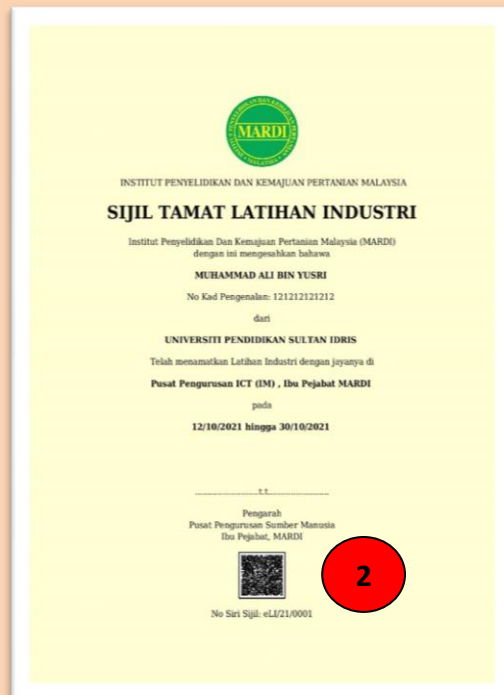 MARDI
INSTITUT PENYELIDIKAN DAN KEMAJUAN PERTANIAN MALAYSIA
SIJIL TAMAT LATIHAN INDUSTRI
Institut Penyelidikan Dan Kemajuan Pertanian Malaysia (MARDI)
dengan ini mengesahkan bahawa
MUHAMMAD ALI BIN YUSRI
No Kad Pengenalan: 121212121212
dari
UNIVERSITI PENDIDIKAN SULTAN IDRIS
Telah menamatkan Latihan Industri dengan jayanya di
Pusat Pengurusan ICT (IM) , Ibu Pejabat MARDI
pada
12/10/2021 hingga 30/10/2021
......................t.t......................
Pengarah
Pusat Pengurusan Sumber Manusia
Ibu Pejabat, MARDI
2
No Siri Sijil: eLI/21/0001